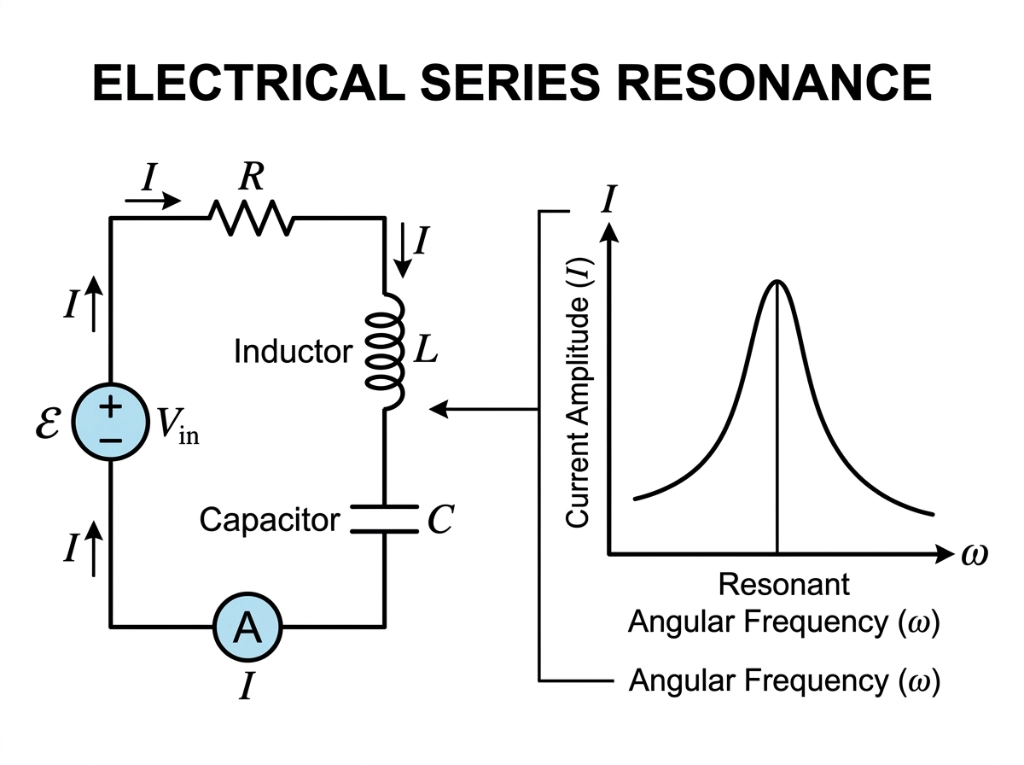 ELECTRICAL SERIES RESONANCE
I
R
I
I
Inductor
L
ℰ
+
−
V_in
Capacitor
C
I
A
I
I
Current Amplitude (I)
ω
Resonant
Angular Frequency (ω)
Angular Frequency (ω)